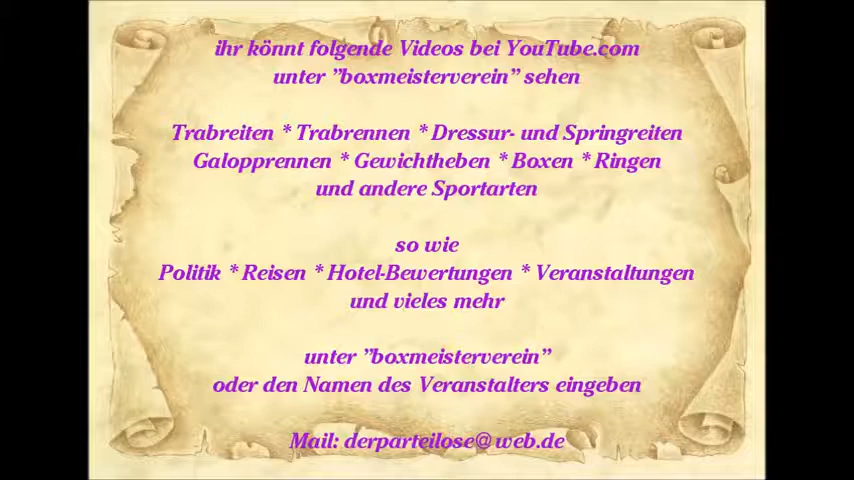 ihr könnt folgende Videos bei YouTube.com
unter "boxmeisterverein" sehen
Trabreiten * Trabrennen * Dressur- und Springreiten
Galopprennen * Gewichtheben * Boxen * Ringen
und andere Sportarten
so wie
Politik * Reisen * Hotel-Bewertungen * Veranstaltungen
und vieles mehr
unter "boxmeisterverein"
oder den Namen des Veranstalters eingeben
Mail: derparteilose@web.de